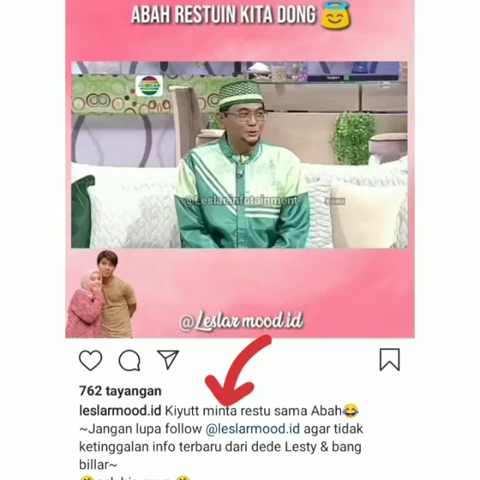 ABAH RESTUIN KITA DONG 😇
INDOSIAR
@LeslarInfotainment
@Leslar mood.id
762 tayangan
leslarmood.id Kiyutt minta restu sama Abah😂
~Jangan lupa follow @leslarmood.id agar tidak
ketinggalan info terbaru dari dede Lesty & bang
billar~